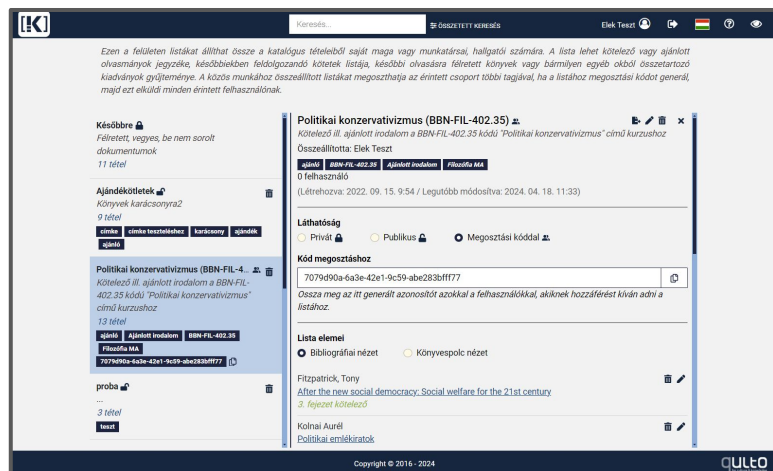 [!K]
Keresés...
ÖSSZETETT KERESÉS
Elek Teszt
Ezen a felületen listákat állíthat össze a katalógus tételeiből saját maga vagy munkatársai, hallgatói számára. A lista lehet kötelező vagy ajánlott
olvasmányok jegyzéke, későbbiekben feldolgozandó kötetek listája, későbbi olvasásra félretett könyvek vagy bármilyen egyéb okból összetartozó
kiadványok gyűjteménye. A közös munkához összeállított listákat megoszthatja az érintett csoport többi tagjával, ha a listához megosztási kódot generál,
majd ezt elküldi minden érintett felhasználónak.
Későbbre
Félretett, vegyes, be nem sorolt
dokumentumok
11 tétel
Ajándékötletek
Könyvek karácsonyra2
9 tétel
címke címke teszteléshez karácsony ajándék
ajánló
Politikai konzervativizmus (BBN-FIL-4...
Kötelező ill. ajánlott irodalom a BBN-FIL-
402.35 kódú "Politikai konzervativizmus"
című kurzushoz
13 tétel
ajánló Ajánlott irodalom BBN-FIL-402.35
Filozófia MA
7079d90a-6a3e-42e1-9c59-abe283bfff77
proba
...
3 tétel
teszt
Politikai konzervativizmus (BBN-FIL-402.35)
Kötelező ill. ajánlott irodalom a BBN-FIL-402.35 kódú "Politikai konzervativizmus" című kurzushoz
Összeállította: Elek Teszt
ajánló BBN-FIL-402.35 Ajánlott irodalom Filozófia MA
0 felhasználó
(Létrehozva: 2022. 09. 15. 9:54 / Legutóbb módosítva: 2024. 04. 18. 11:33)
Láthatóság
Privát Publikus Megosztási kóddal
Kód megosztáshoz
7079d90a-6a3e-42e1-9c59-abe283bfff77
Ossza meg az itt generált azonosítót azokkal a felhasználókkal, akiknek hozzáférést kíván adni a
listához.
Lista elemei
Bibliográfiai nézet Könyvespolc nézet
Fitzpatrick, Tony
After the new social democracy: Social welfare for the 21st century
3. fejezet kötelező
Kolnai Aurél
Politikai emlékiratok
Copyright © 2016 - 2024
qulto